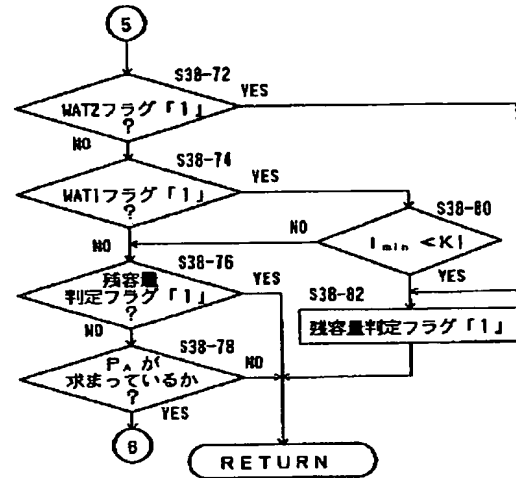 5
S38-72
WAT2フラグ「1」
?
YES
NO
S38-74
WAT1フラグ「1」
?
YES
NO
S38-80
Imin <Ki
NO
YES
S38-76
残容量
判定フラグ「1」
?
YES
NO
S38-82
残容量判定フラグ「1」
S38-78
PAが
求まっているか
?
NO
YES
6
RETURN